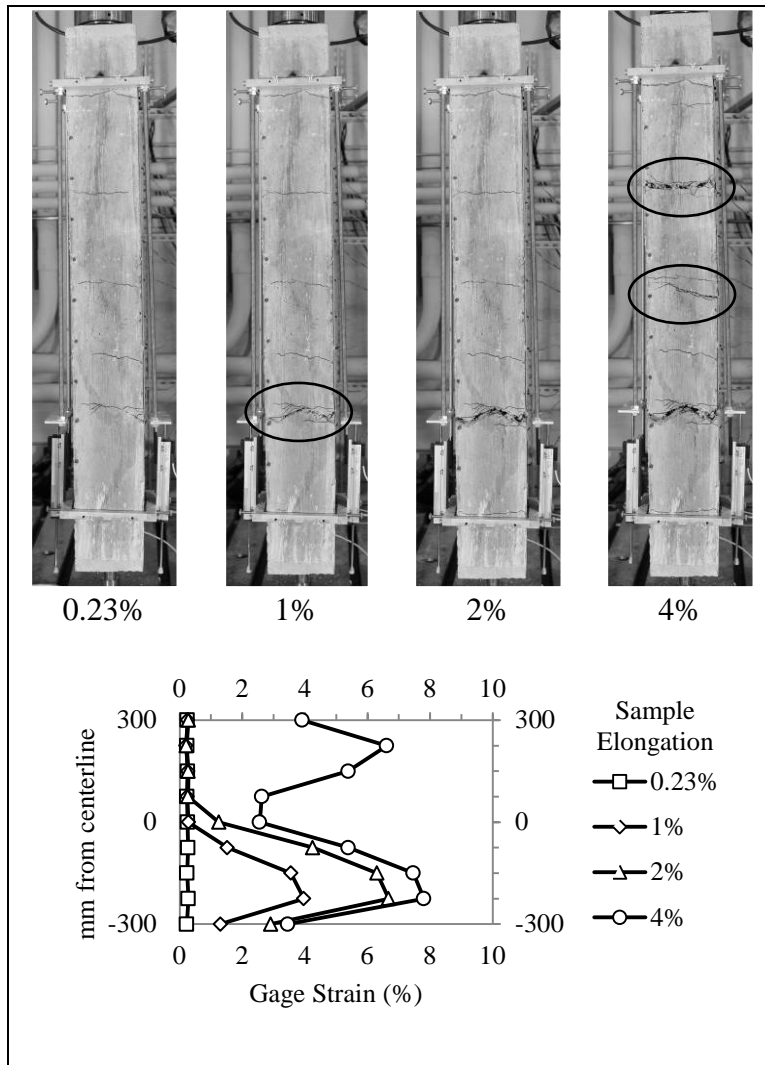 0.23% 1% 2% 4%
0 2 4 6 8 10
300 300
0 0
-300 -300
0 2 4 6 8 10
mm from centerline
Gage Strain (%)
Sample
Elongation
0.23%
1%
2%
4%